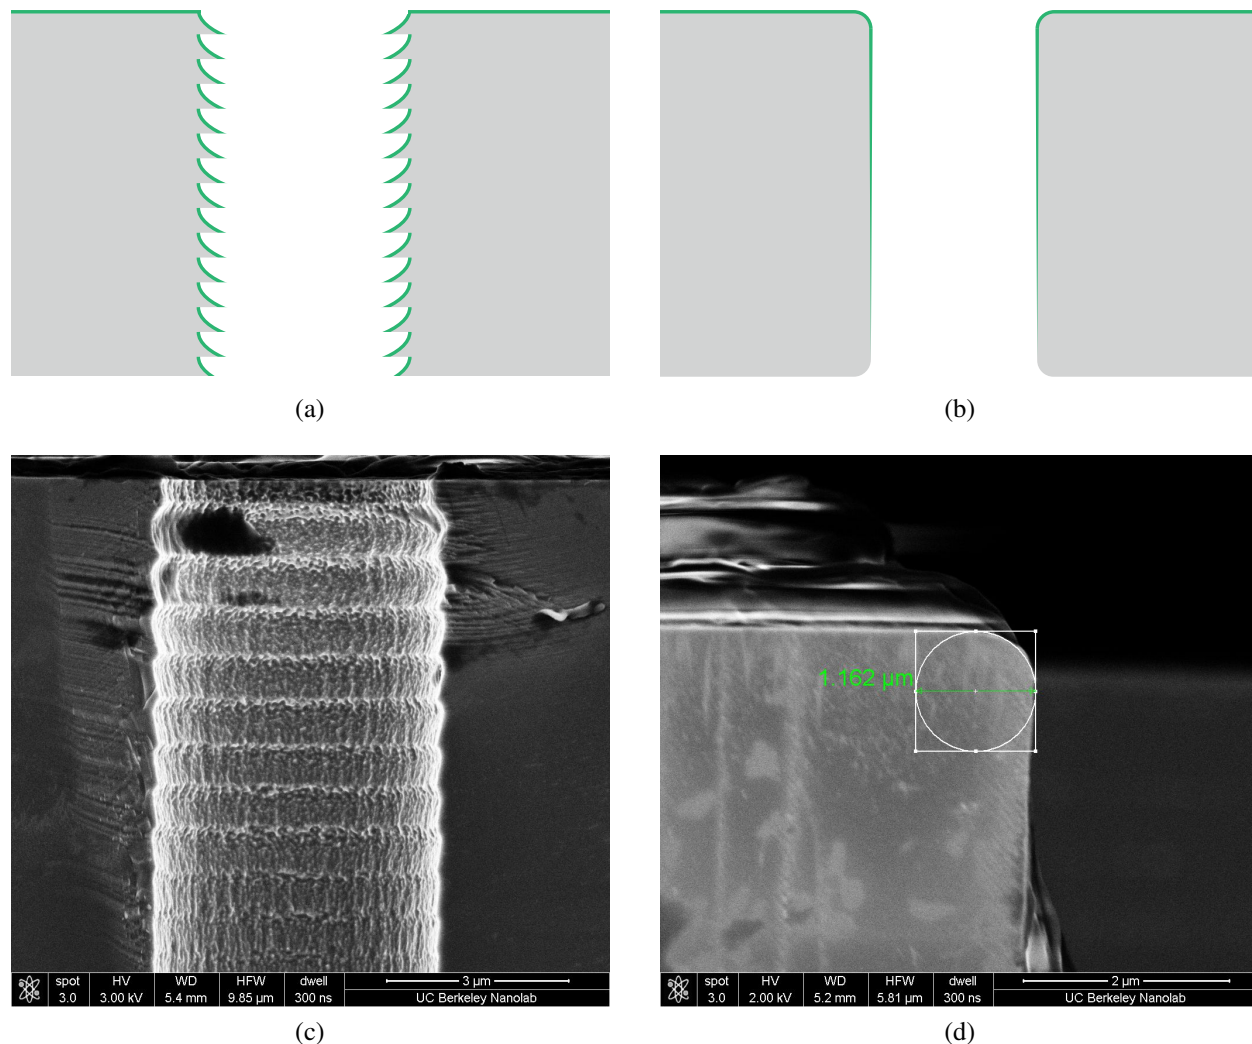 (a)
(b)
1.162 µm
spot HV WD HFW dwell 3 µm
3.0 3.00 kV 5.4 mm 9.85 µm 300 ns UC Berkeley Nanolab
spot HV WD HFW dwell 2 µm
3.0 2.00 kV 5.2 mm 5.81 µm 300 ns UC Berkeley Nanolab
(c)
(d)